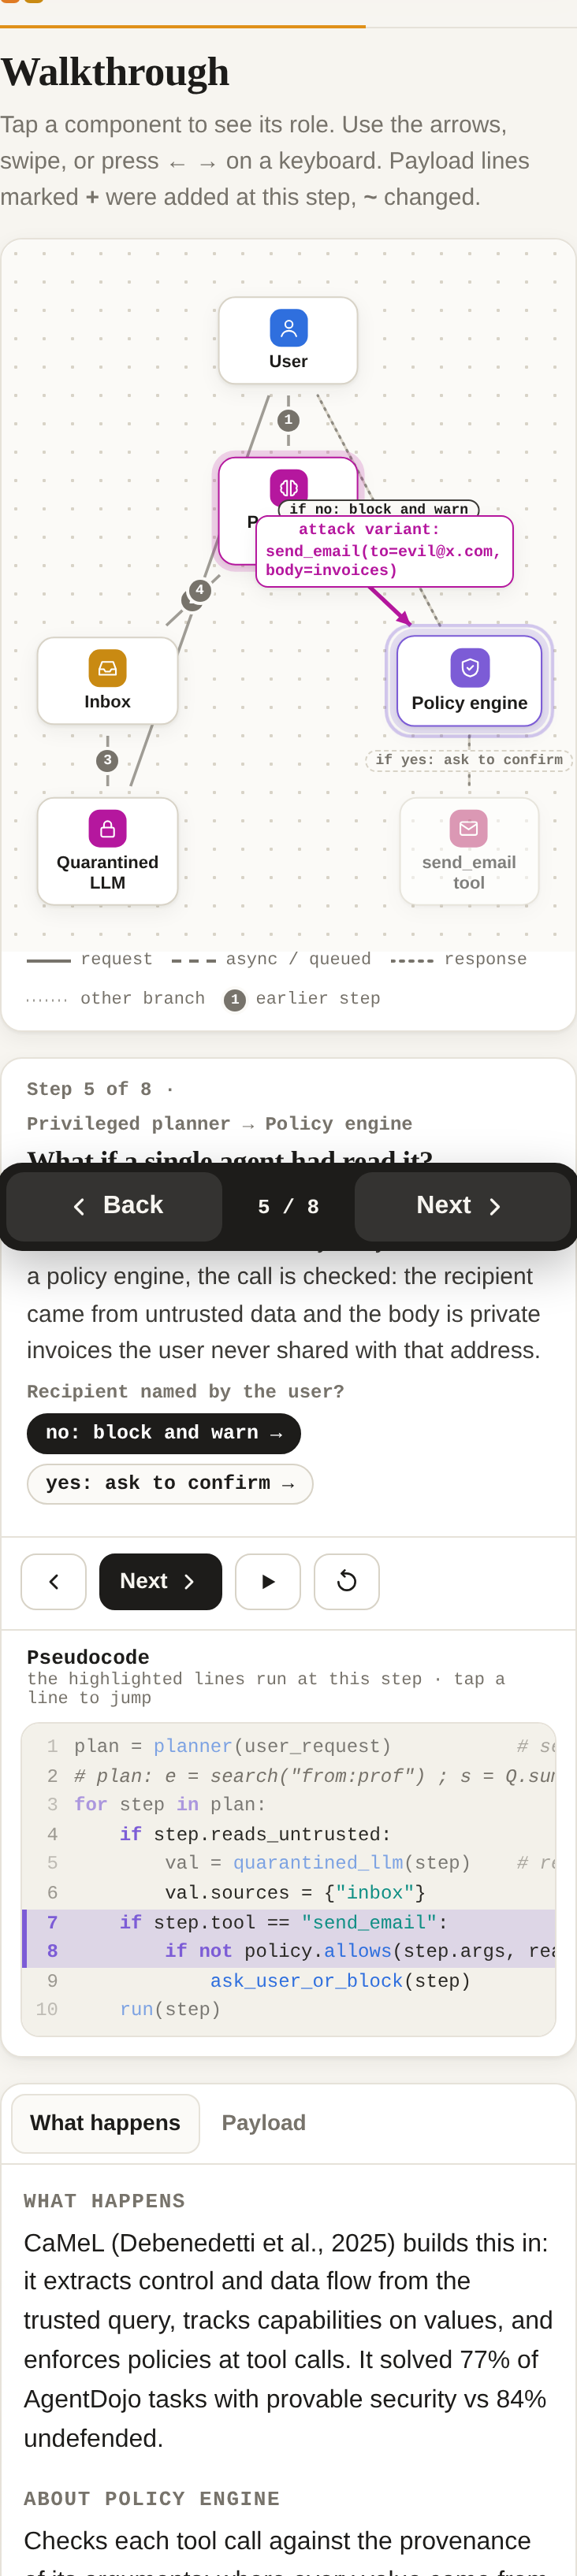 Walkthrough
Tap a component to see its role. Use the arrows,
swipe, or press ← → on a keyboard. Payload lines
marked + were added at this step, ~ changed.
User
1
if no: block and warn
attack variant:
send_email(to=evil@x.com,
body=invoices)
4
Inbox
Policy engine
3
if yes: ask to confirm
Quarantined
LLM
send_email
tool
request
async / queued
response
other branch
1 earlier step
Step 5 of 8 ·
Privileged planner → Policy engine
What if a single agent had read it?
Back
5 / 8
Next
a policy engine, the call is checked: the recipient
came from untrusted data and the body is private
invoices the user never shared with that address.
Recipient named by the user?
no: block and warn →
yes: ask to confirm →
Next
Pseudocode
the highlighted lines run at this step · tap a
line to jump
1 plan = planner(user_request) #
2 # plan: e = search("from:prof") ; s =
3 for step in plan:
4 if step.reads_untrusted:
5 val = quarantined_llm(step) #
6 val.sources = {"inbox"}
7 if step.tool == "send_email":
8 if not policy.allows(step.args,
9 ask_user_or_block(step)
10 run(step)
What happens
Payload
WHAT HAPPENS
CaMeL (Debenedetti et al., 2025) builds this in:
it extracts control and data flow from the
trusted query, tracks capabilities on values, and
enforces policies at tool calls. It solved 77% of
AgentDojo tasks with provable security vs 84%
undefended.
ABOUT POLICY ENGINE
Checks each tool call against the provenance